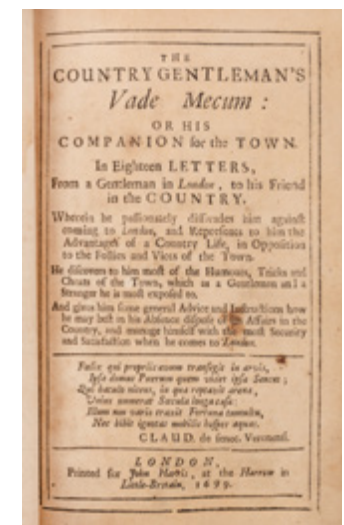 THE
COUNTRY GENTLEMAN'S
Vade Mecum:
OR HIS
COMPANION for the TOWN.
In Eighteen LETTERS,
From a Gentleman in London, to his Friend
in the COUNTRY.
Wherein he passionately dissuades him against
coming to London, and Represents to him the
Advantages of a Country Life, in Opposition
to the Follies and Vices of the Town.
He discovers to him most of the Humours, Tricks and
Cheats of the Town, which as a Gentleman and a
Stranger he is most exposed to.
And gives him some general Advice and Instructions how
he may best in his Absence dispose of his Affairs in the
Country, and manage himself with the most Security
and Satisfaction when he comes to London.
Fœlix qui propriis ævum transegit in arvis,
Ipsa domus Puerum quem videt ipsa Senem;
Qui baculo nitens, in qua reptavit arena,
Unius numerat Sæcula longa casæ.
Illum non vario traxit Fortuna tumultu,
Nec bibit ignotas mobilis hospes aquas.
CLAUD. de senec. Veronensi.
LONDON,
Printed for John Harris, at the Harrow in
Little-Britain, 1699.